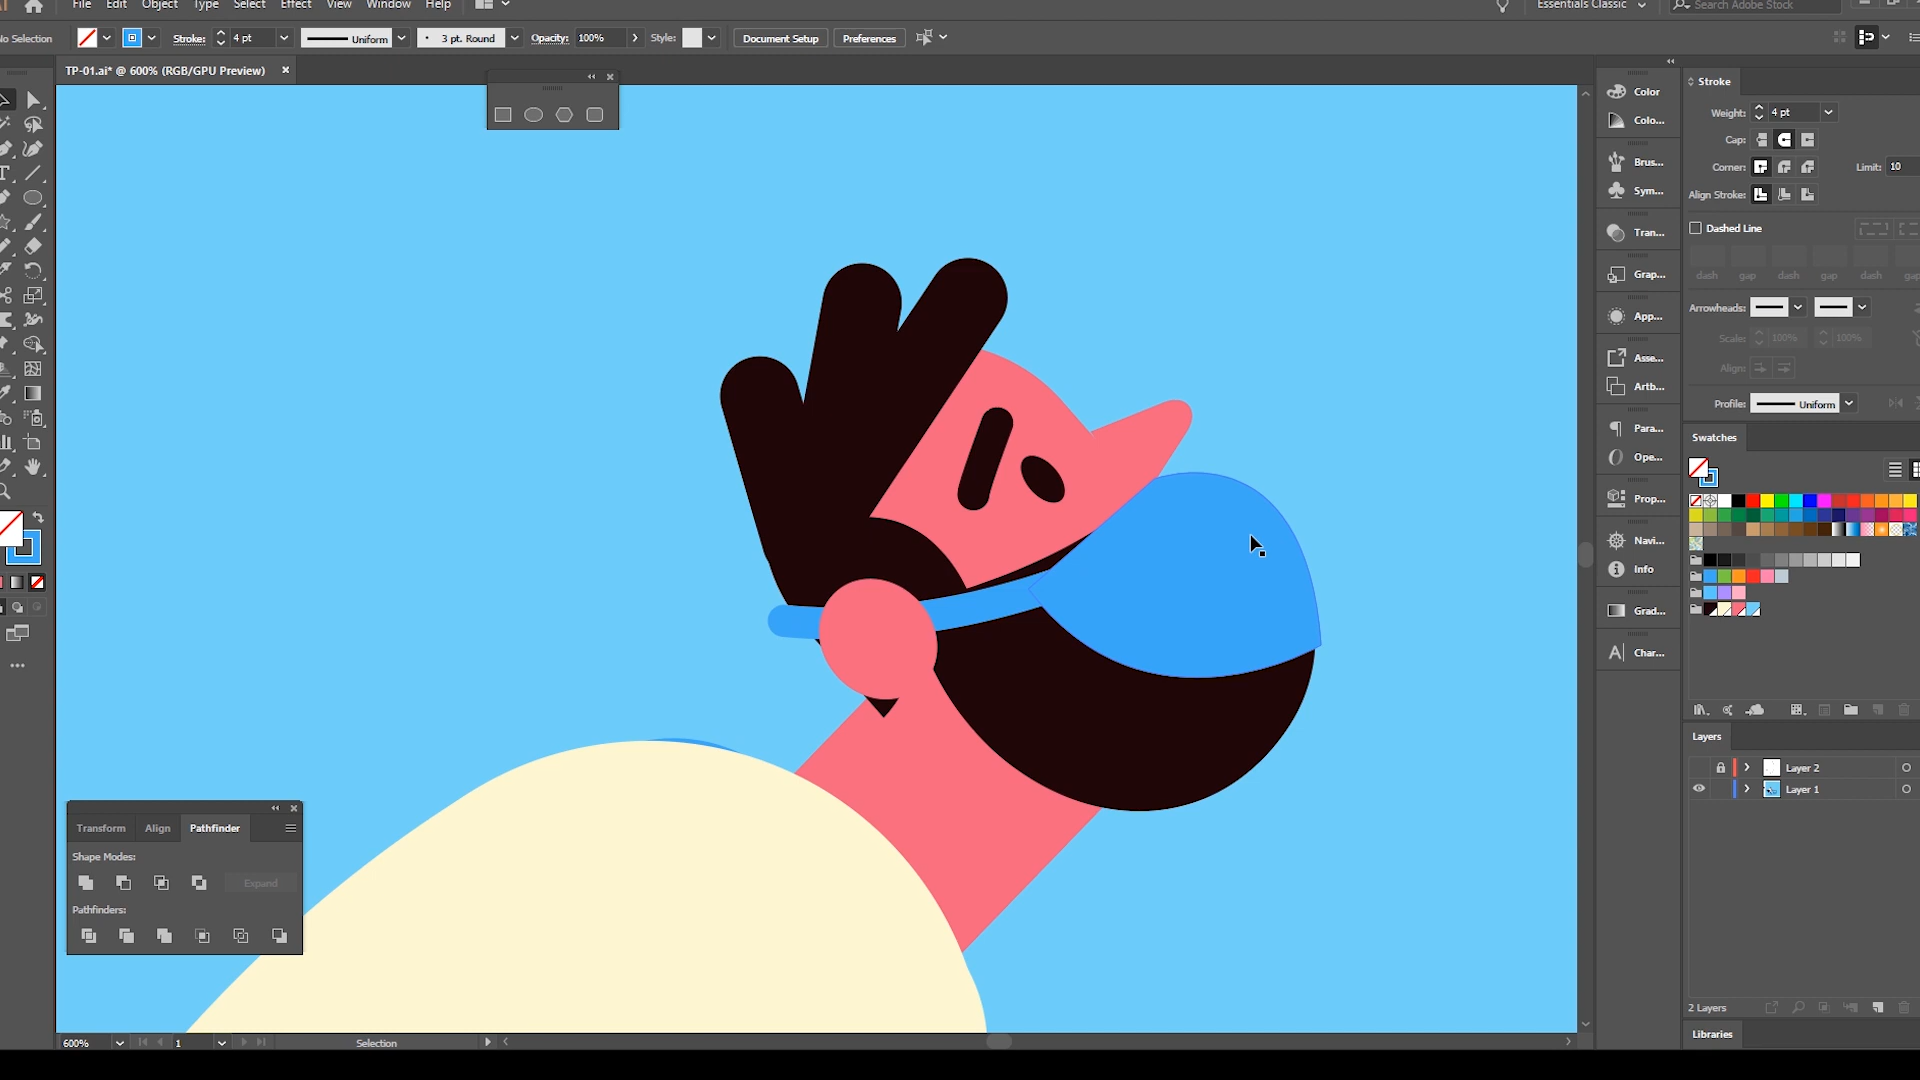 File Edit Object Type Select Effect View Window Help
Essentials Classic
Search Adobe Stock
No Selection
Stroke: 4 pt
Uniform
3 pt. Round
Opacity: 100%
Style:
Document Setup
Preferences
TP-01.ai* @ 600% (RGB/GPU Preview)
Color
Colo...
Brus...
Sym...
Tran...
Grap...
App...
Asse...
Artb...
Para...
Ope...
Prop...
Navi...
Info
Grad...
Char...
Stroke
Weight: 4 pt
Cap:
Corner:
Limit: 10
Align Stroke:
Dashed Line
dash gap dash gap dash gap
Arrowheads:
Scale: 100% 100%
Align:
Profile: Uniform
Swatches
Layers
Layer 2
Layer 1
2 Layers
Libraries
Transform Align Pathfinder
Shape Modes:
Expand
Pathfinders:
600%
1
Selection